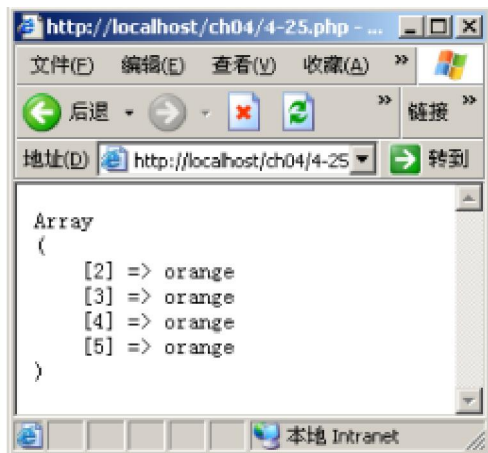 http://localhost/ch04/4-25.php - ...
文件(F) 编辑(E) 查看(V) 收藏(A) »
后退 » 链接 »
地址(D) http://localhost/ch04/4-25 转到
Array
(
[2] => orange
[3] => orange
[4] => orange
[5] => orange
)
本地 Intranet